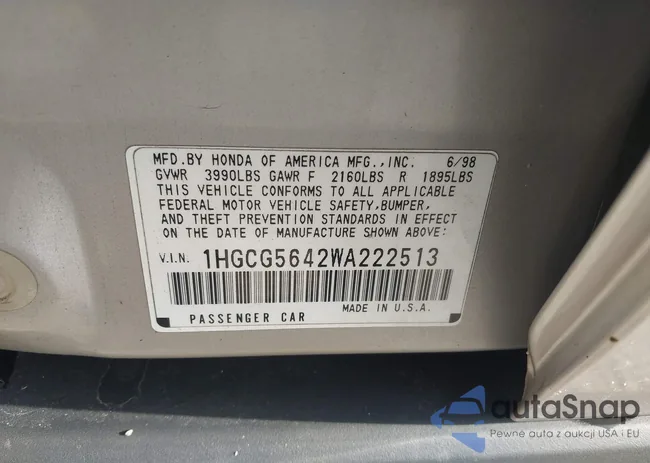 MFD.BY HONDA OF AMERICA MFG.,INC. 6/98
GVWR 3990LBS GAWR F 2160LBS R 1895LBS
THIS VEHICLE CONFORMS TO ALL APPLICABLE
FEDERAL MOTOR VEHICLE SAFETY,BUMPER,
AND THEFT PREVENTION STANDARDS IN EFFECT
ON THE DATE OF MANUFACTURE SHOWN ABOVE:
V.I.N. 1HGCG5642WA222513
PASSENGER CAR MADE IN U.S.A.
autaSnap
Pewne auta z aukcji USA i EU